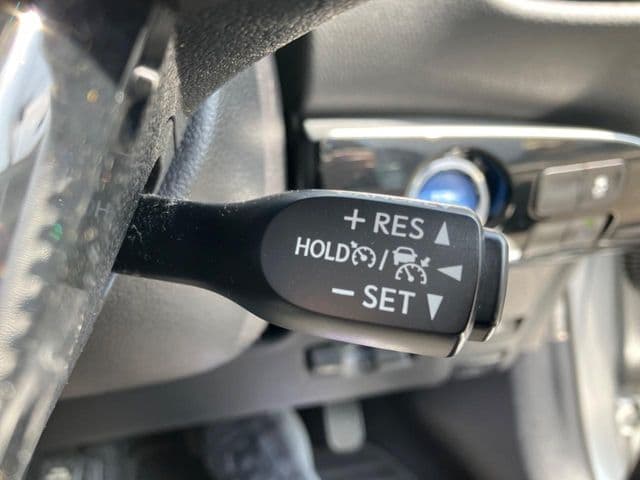 + RES
HOLD /
− SET